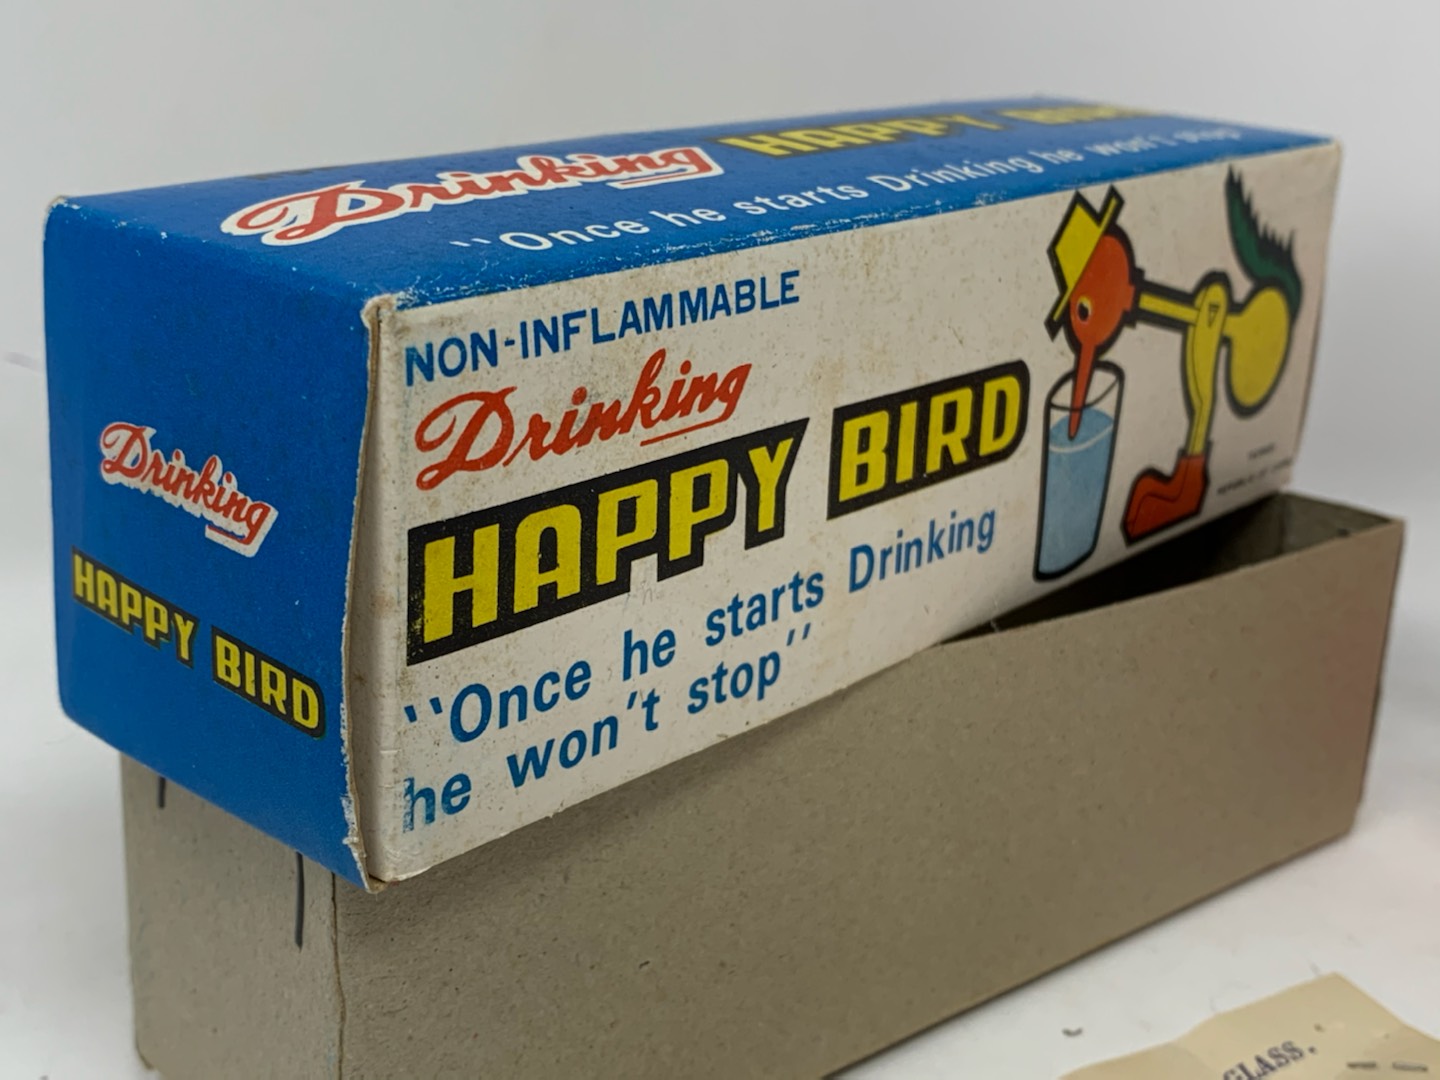 Drinking HAPPY
"Once he starts Drinking he won't stop"
NON-INFLAMMABLE
Drinking
HAPPY BIRD
"Once he starts Drinking
he won't stop"
Drinking
HAPPY BIRD
GLASS.